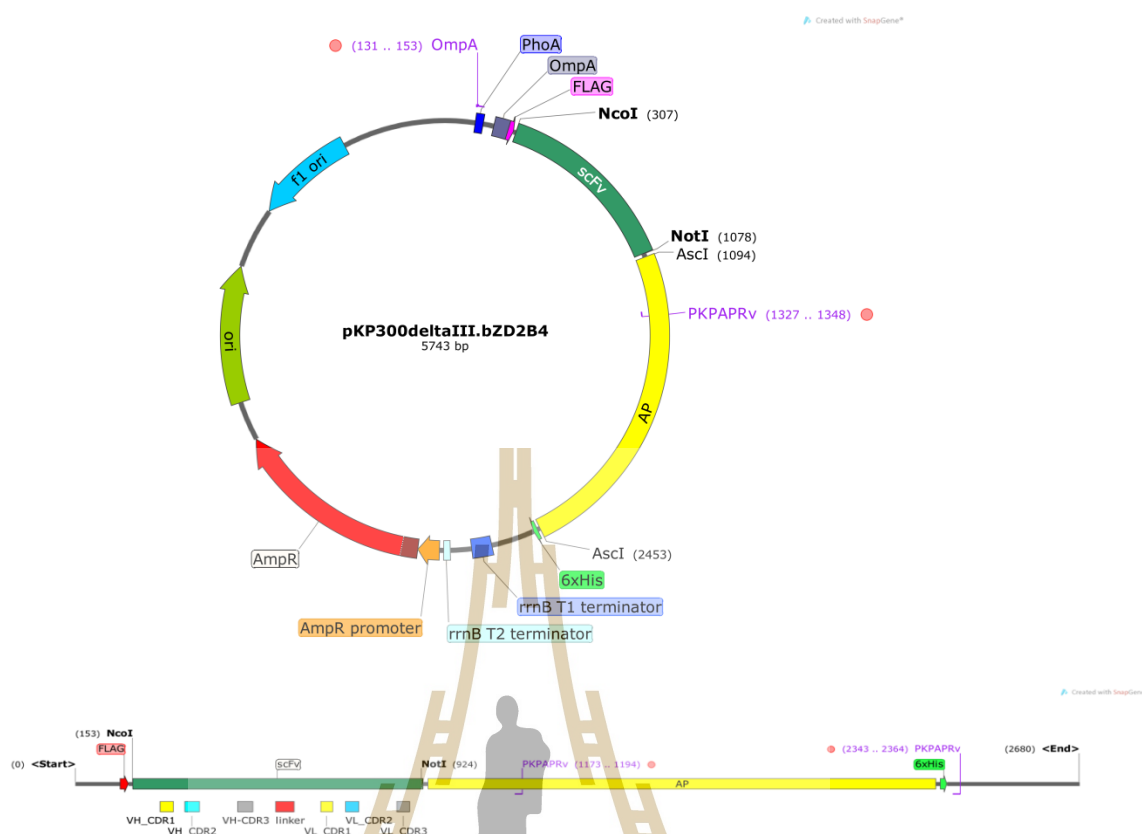 Created with SnapGene®
(131 .. 153) OmpA
PhoA
OmpA
FLAG
NcoI (307)
f1 ori
scFv
NotI (1078)
AscI (1094)
PKPAPRv (1327 .. 1348)
pKP300deltaIII.bZD2B4
5743 bp
ori
AP
AmpR
AscI (2453)
6xHis
rrnB T1 terminator
AmpR promoter
rrnB T2 terminator
Created with SnapGene
(153) NcoI
FLAG
(2343 .. 2364) PKPAPRv
(2680) <End>
(0) <Start>
scFv
NotI (924)
PKPAPRv (1173 .. 1194)
6xHis
AP
VH_CDR1
VH_CDR2
VH-CDR3
linker
VL_CDR1
VL_CDR2
VL_CDR3